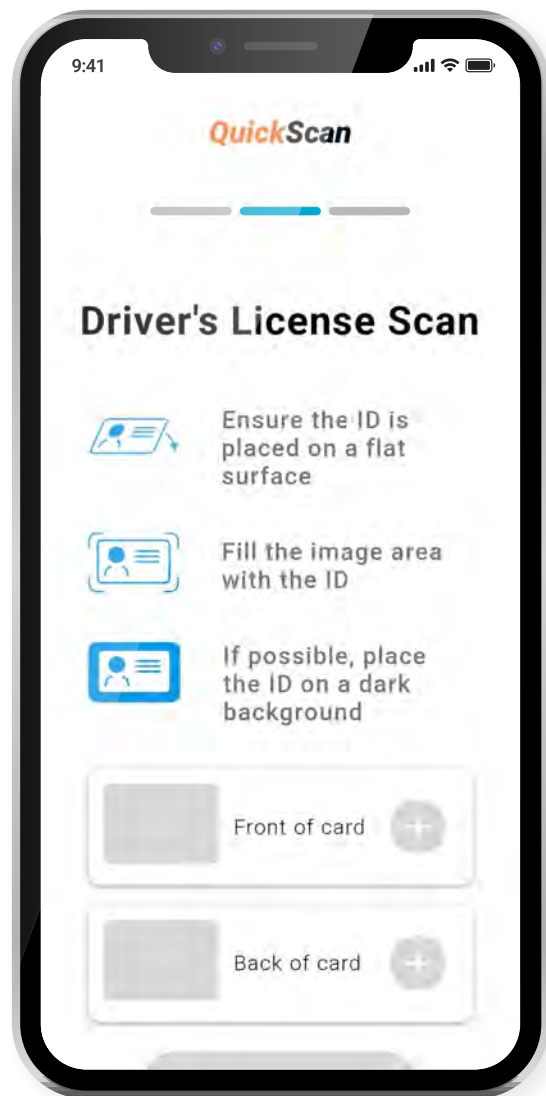 9:41
QuickScan
Driver's License Scan
Ensure the ID is
placed on a flat
surface
Fill the image area
with the ID
If possible, place
the ID on a dark
background
Front of card
Back of card